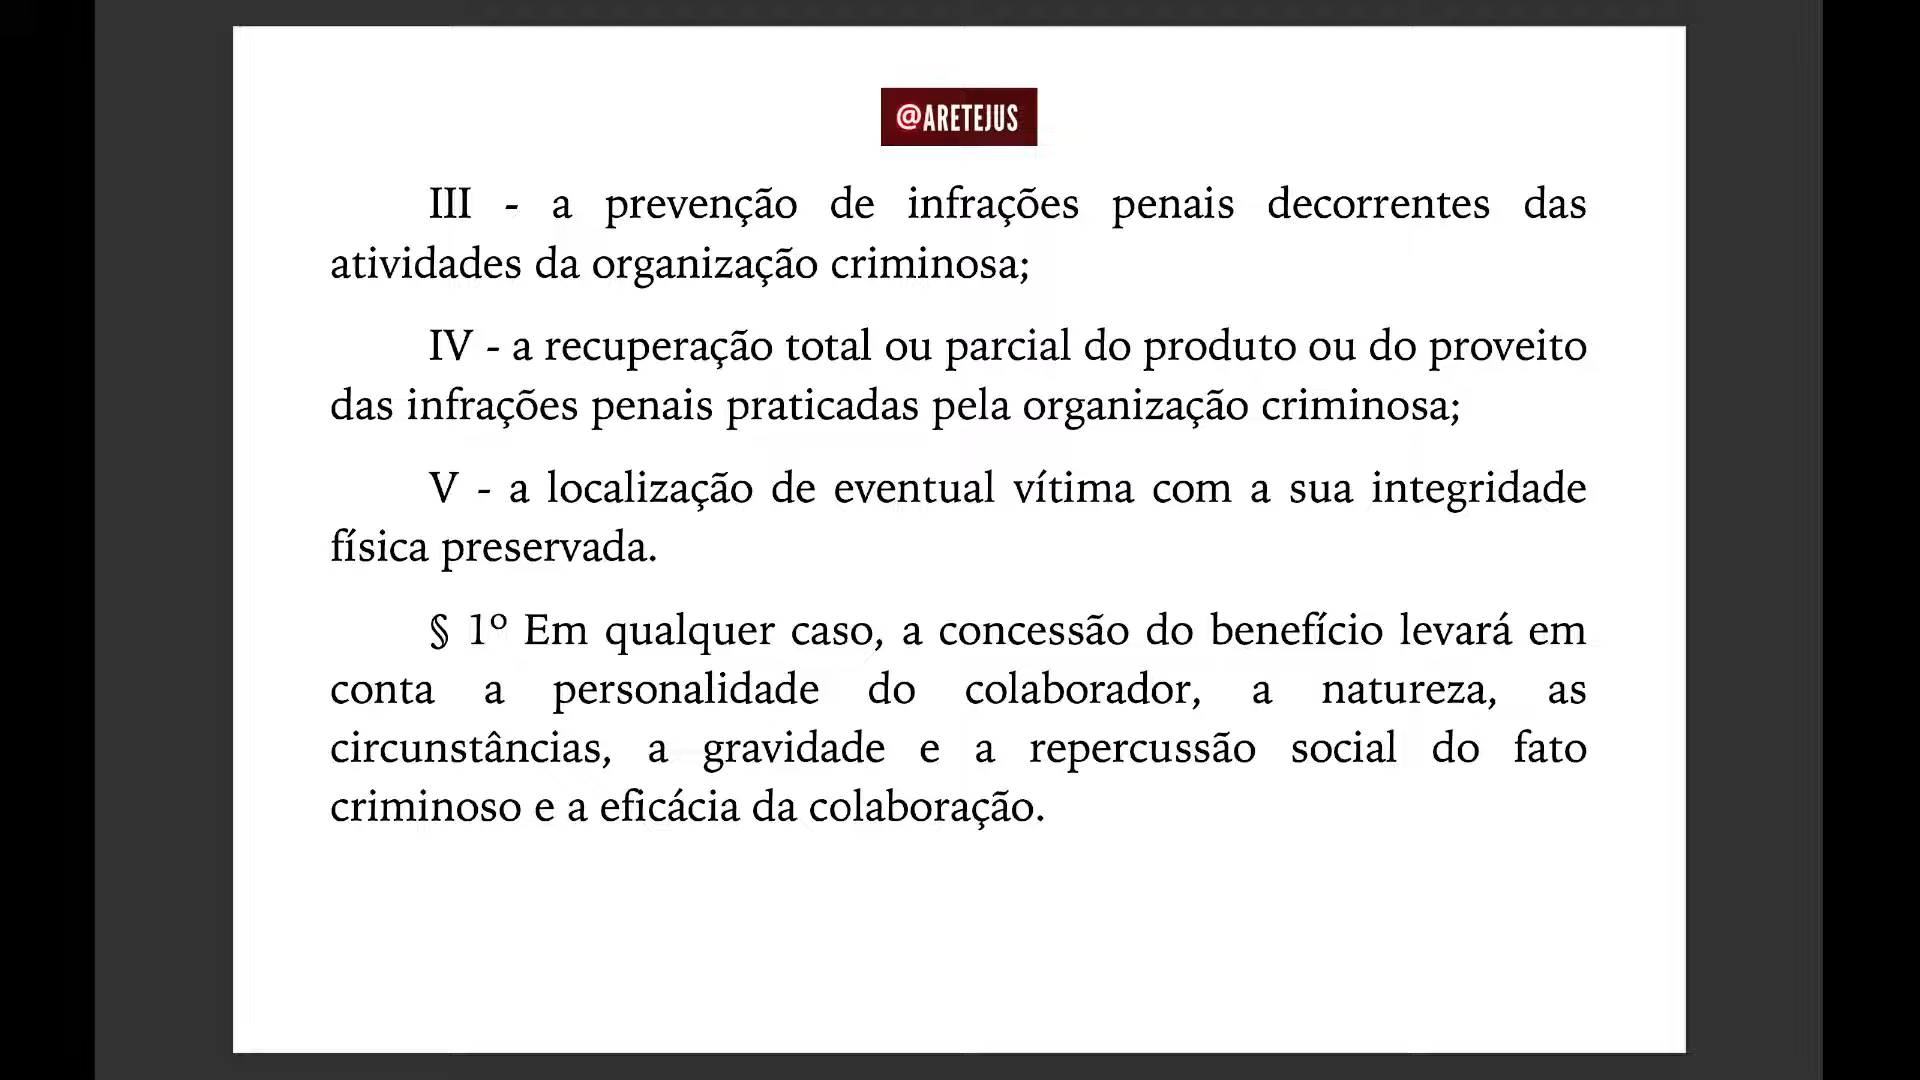 @ARETEJUS
III - a prevenção de infrações penais decorrentes das
atividades da organização criminosa;
IV - a recuperação total ou parcial do produto ou do proveito
das infrações penais praticadas pela organização criminosa;
V - a localização de eventual vítima com a sua integridade
física preservada.
§ 1º Em qualquer caso, a concessão do benefício levará em
conta a personalidade do colaborador, a natureza, as
circunstâncias, a gravidade e a repercussão social do fato
criminoso e a eficácia da colaboração.